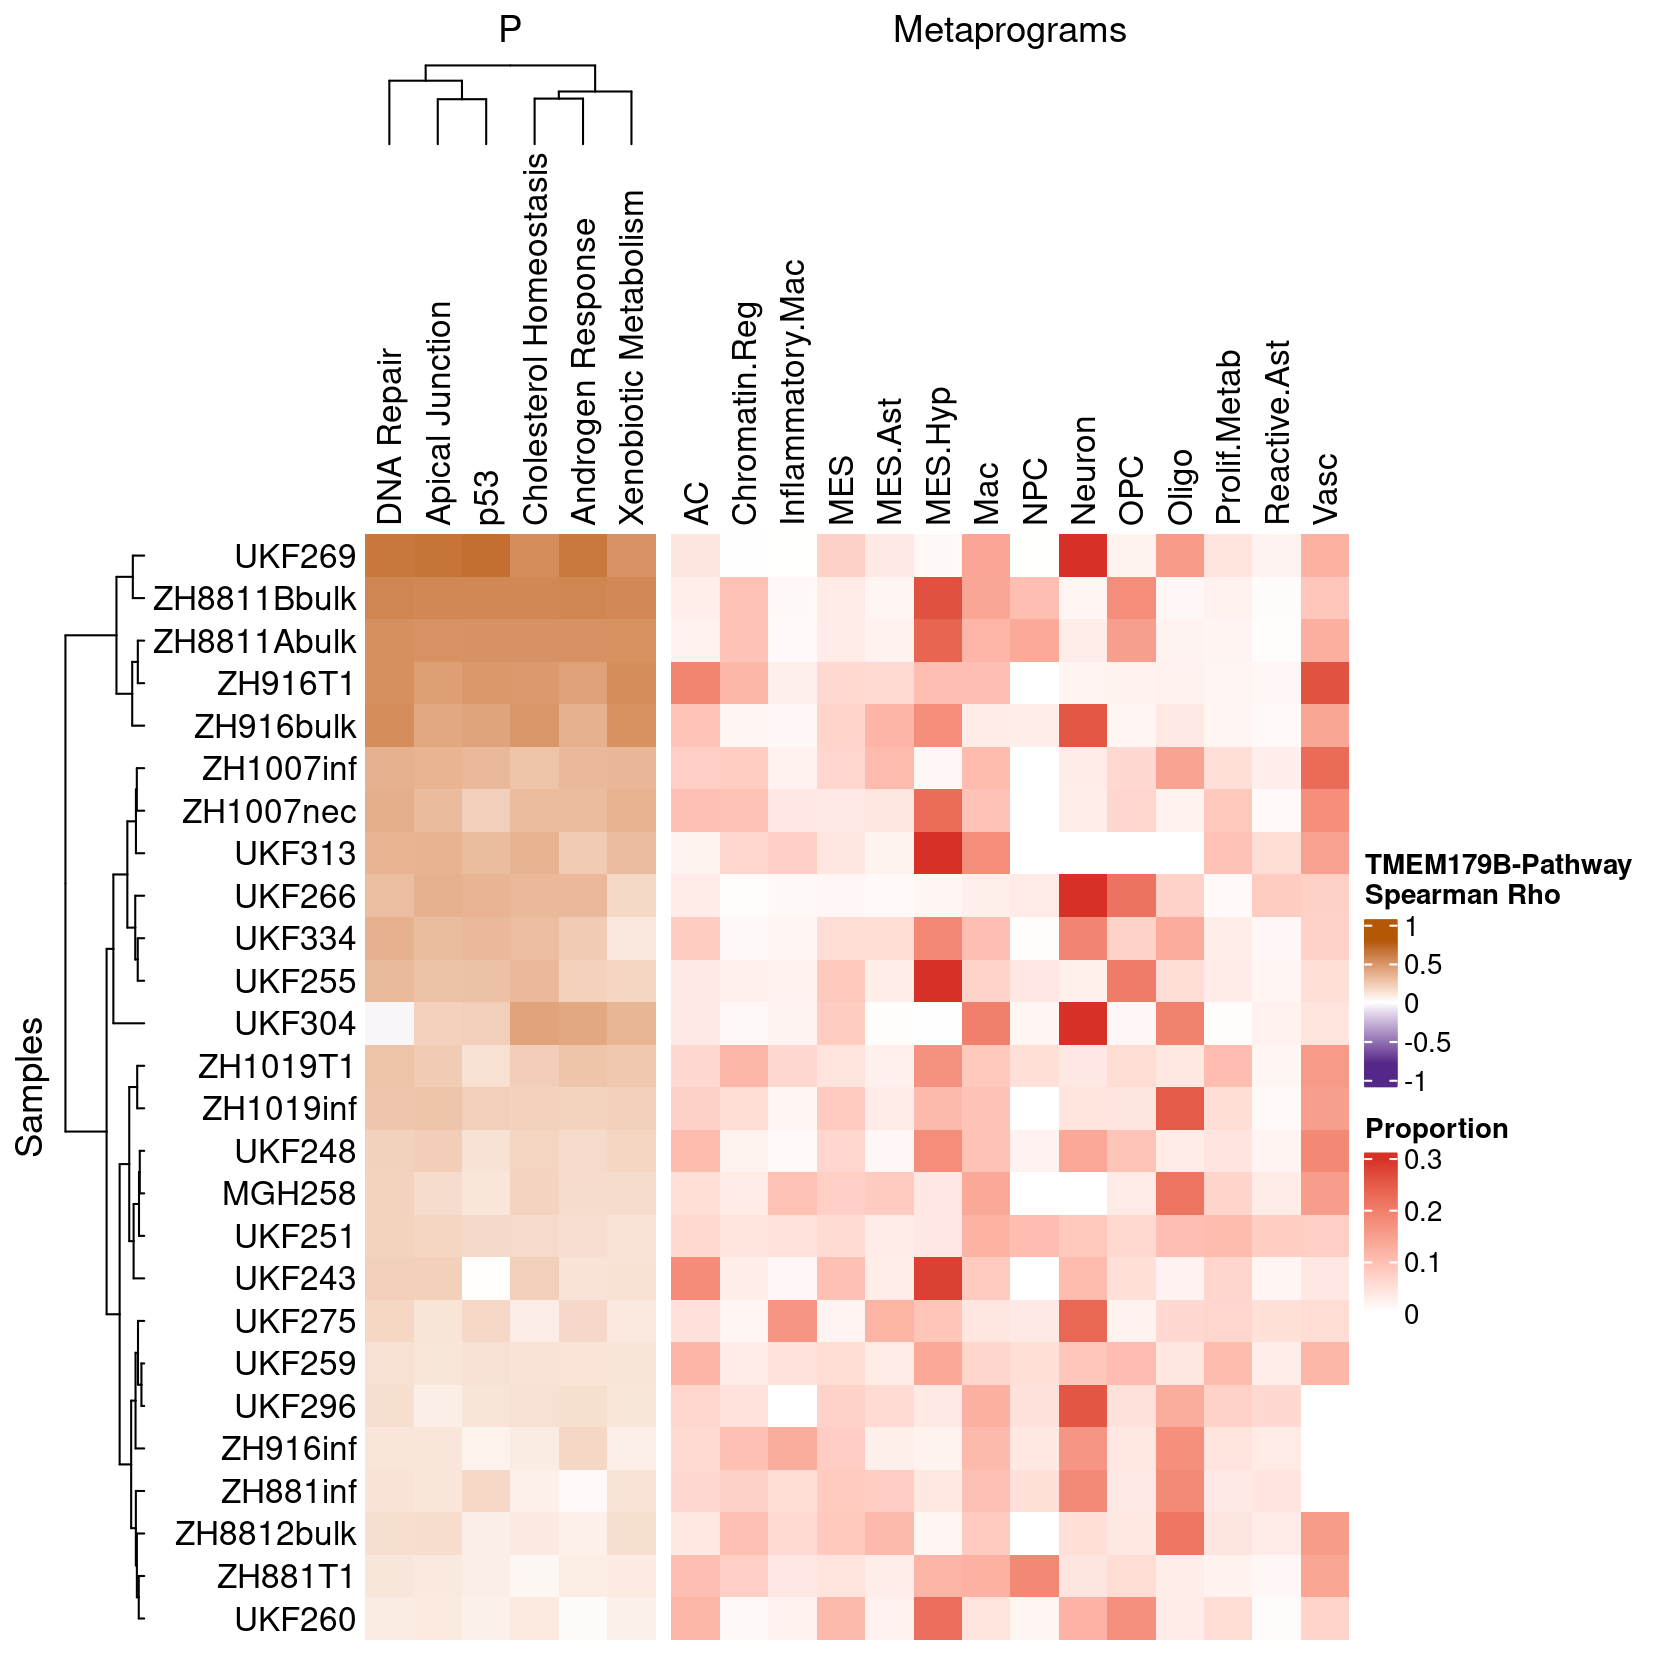 P
Metaprograms
DNA Repair
Apical Junction
p53
Cholesterol Homeostasis
Androgen Response
Xenobiotic Metabolism
AC
Chromatin.Reg
Inflammatory.Mac
MES
MES.Ast
MES.Hyp
Mac
NPC
Neuron
OPC
Oligo
Prolif.Metab
Reactive.Ast
Vasc
Samples
UKF269
ZH8811Bbulk
ZH8811Abulk
ZH916T1
ZH916bulk
ZH1007inf
ZH1007nec
UKF313
UKF266
UKF334
UKF255
UKF304
ZH1019T1
ZH1019inf
UKF248
MGH258
UKF251
UKF243
UKF275
UKF259
UKF296
ZH916inf
ZH881inf
ZH8812bulk
ZH881T1
UKF260
TMEM179B-Pathway
Spearman Rho
1
0.5
0
-0.5
-1
Proportion
0.3
0.2
0.1
0